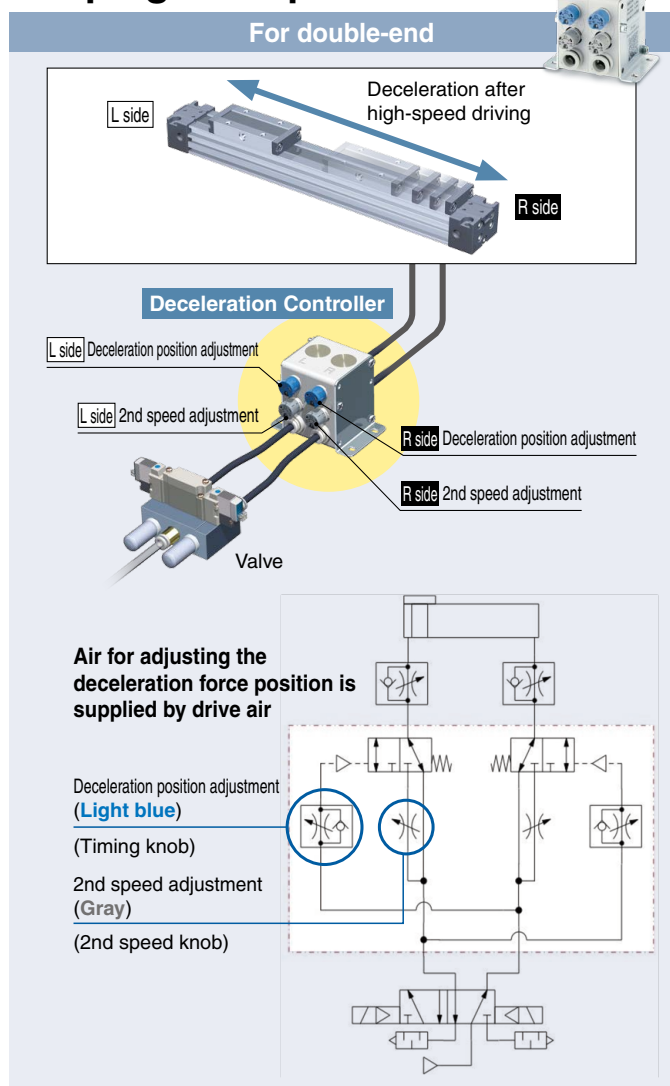 For double-end
Deceleration after
high-speed driving
L side
R side
Deceleration Controller
L side Deceleration position adjustment
L side 2nd speed adjustment
R side Deceleration position adjustment
R side 2nd speed adjustment
Valve
Air for adjusting the
deceleration force position is
supplied by drive air
Deceleration position adjustment
(Light blue)
(Timing knob)
2nd speed adjustment
(Gray)
(2nd speed knob)